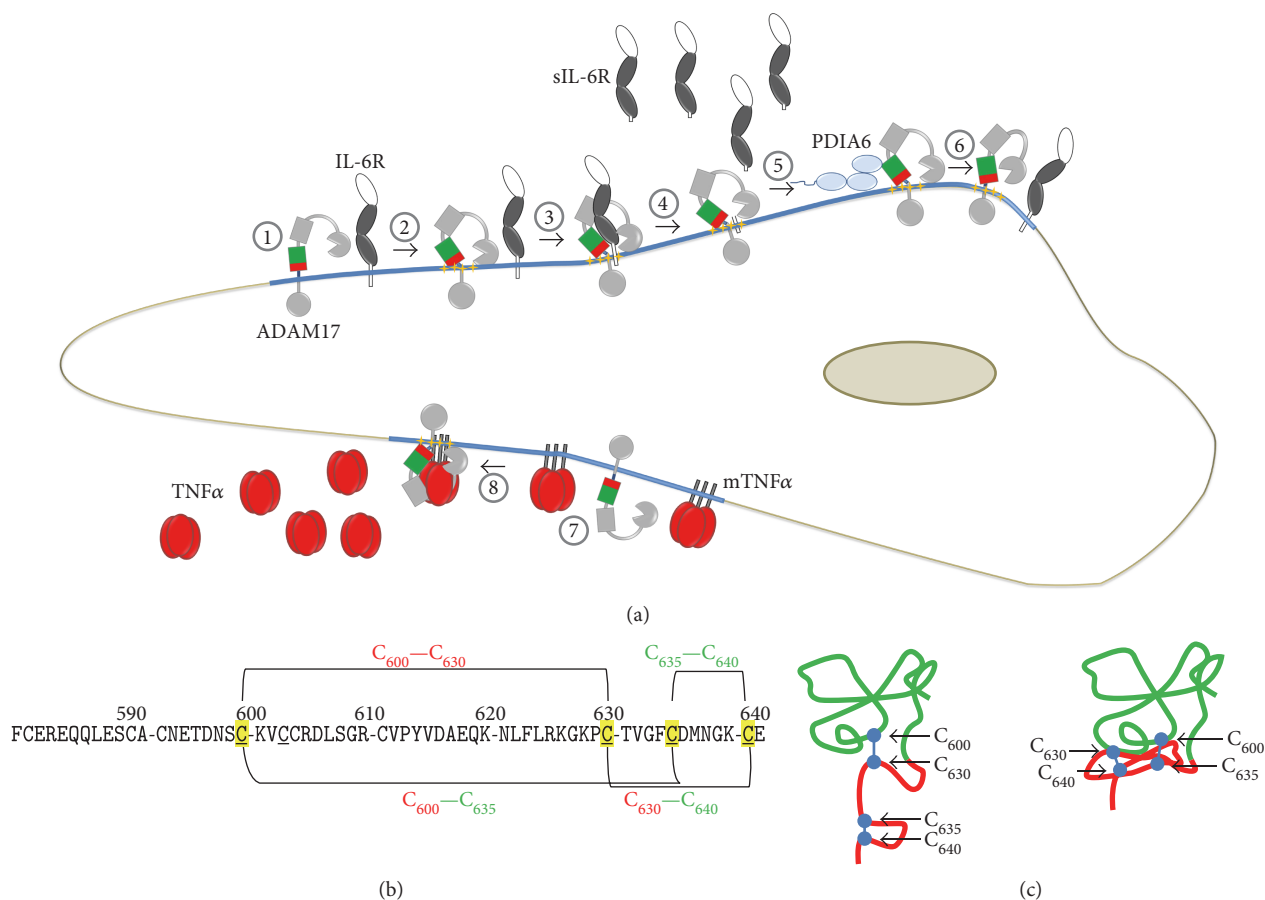 sIL-6R
PDIA6
IL-6R
1
2
3
4
5
6
ADAM17
TNFα
8
7
mTNFα
(a)
C600—C630
C635—C640
590 600 610 620 630 640
FCEREQQLESCA-CNETDNSC-KVCCRDLSGR-CVPYVDAEQK-NLFLRKGKPC-TVGFCDMNGK-CE
C600—C635
C630—C640
(b)
C600
C630
C635
C640
C630
C640
C600
C635
(c)